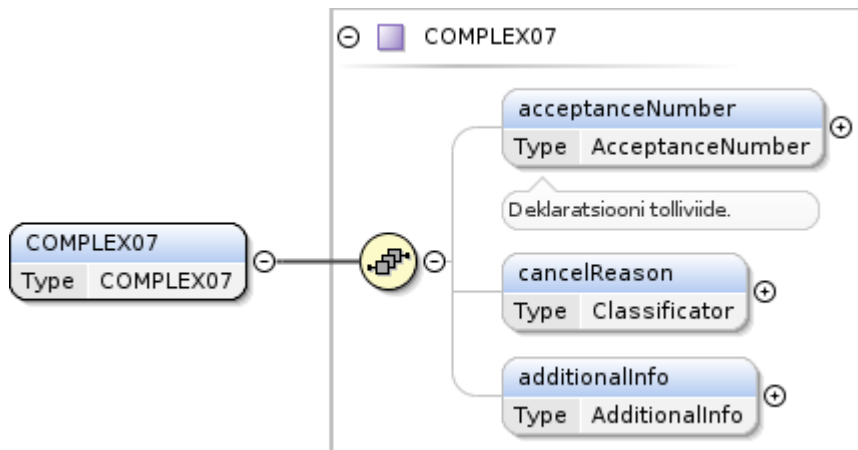 COMPLEX07
acceptanceNumber
Type AcceptanceNumber
Deklaratsiooni tolliviide.
COMPLEX07
Type COMPLEX07
cancelReason
Type Classificator
additionalInfo
Type AdditionalInfo